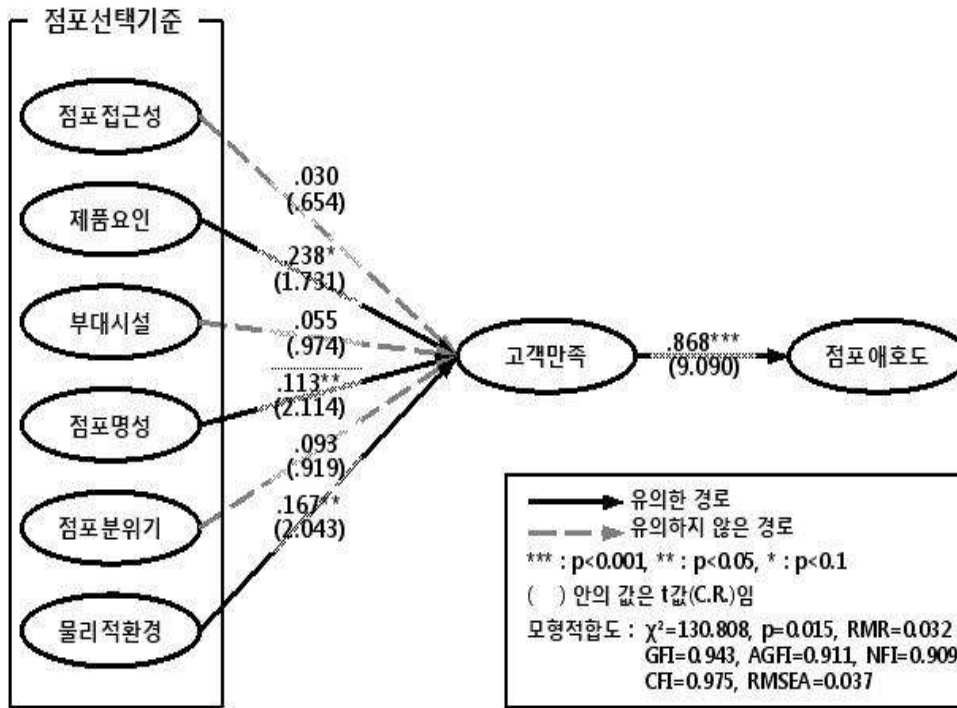 점포선택기준
점포접근성
.030
(.654)
제품요인
.238*
(1.731)
부대시설
.055
(.974)
고객만족
.868***
(9.090)
점포애호도
.113**
(2.114)
점포명성
.093
(.919)
점포분위기
.167**
(2.043)
물리적환경
유의한 경로
유의하지 않은 경로
*** : p<0.001, ** : p<0.05, * : p<0.1
( ) 안의 값은 t값(C.R.)임
모형적합도 : χ²=130.808, p=0.015, RMR=0.032
GFI=0.943, AGFI=0.911, NFI=0.909
CFI=0.975, RMSEA=0.037